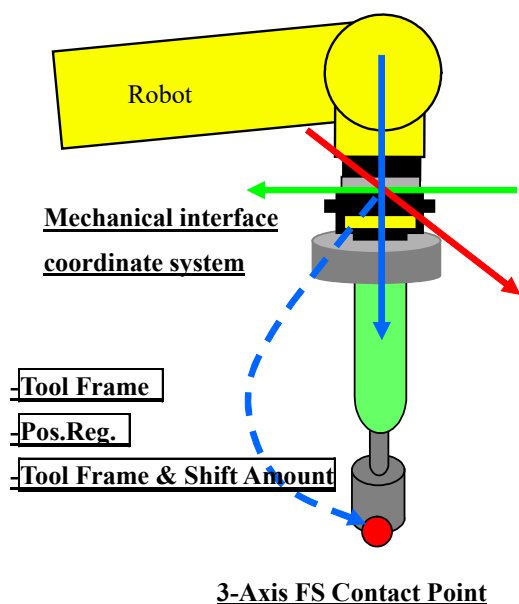 Robot
Mechanical interface
coordinate system
-Tool Frame
-Pos.Reg.
-Tool Frame & Shift Amount
3-Axis FS Contact Point